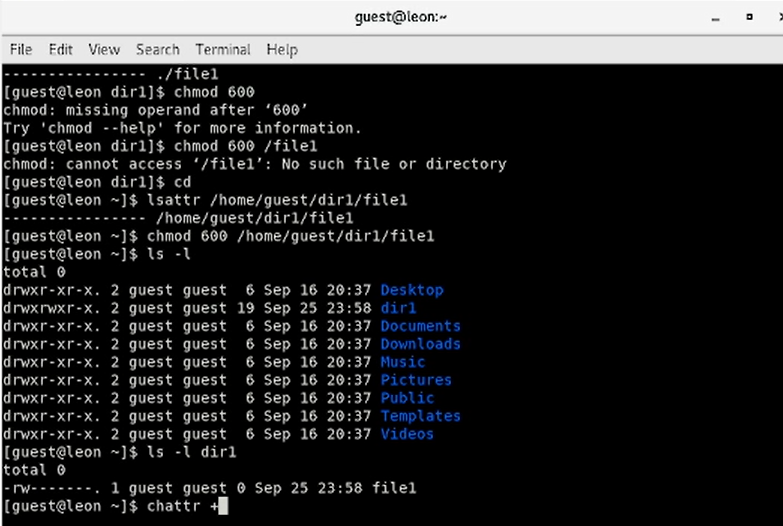 guest@leon:~
File Edit View Search Terminal Help
---------------- ./file1
[guest@leon dir1]$ chmod 600
chmod: missing operand after ‘600’
Try 'chmod --help' for more information.
[guest@leon dir1]$ chmod 600 /file1
chmod: cannot access ‘/file1’: No such file or directory
[guest@leon dir1]$ cd
[guest@leon ~]$ lsattr /home/guest/dir1/file1
---------------- /home/guest/dir1/file1
[guest@leon ~]$ chmod 600 /home/guest/dir1/file1
[guest@leon ~]$ ls -l
total 0
drwxr-xr-x. 2 guest guest  6 Sep 16 20:37 Desktop
drwxrwxr-x. 2 guest guest 19 Sep 25 23:58 dir1
drwxr-xr-x. 2 guest guest  6 Sep 16 20:37 Documents
drwxr-xr-x. 2 guest guest  6 Sep 16 20:37 Downloads
drwxr-xr-x. 2 guest guest  6 Sep 16 20:37 Music
drwxr-xr-x. 2 guest guest  6 Sep 16 20:37 Pictures
drwxr-xr-x. 2 guest guest  6 Sep 16 20:37 Public
drwxr-xr-x. 2 guest guest  6 Sep 16 20:37 Templates
drwxr-xr-x. 2 guest guest  6 Sep 16 20:37 Videos
[guest@leon ~]$ ls -l dir1
total 0
-rw-------. 1 guest guest 0 Sep 25 23:58 file1
[guest@leon ~]$ chattr +